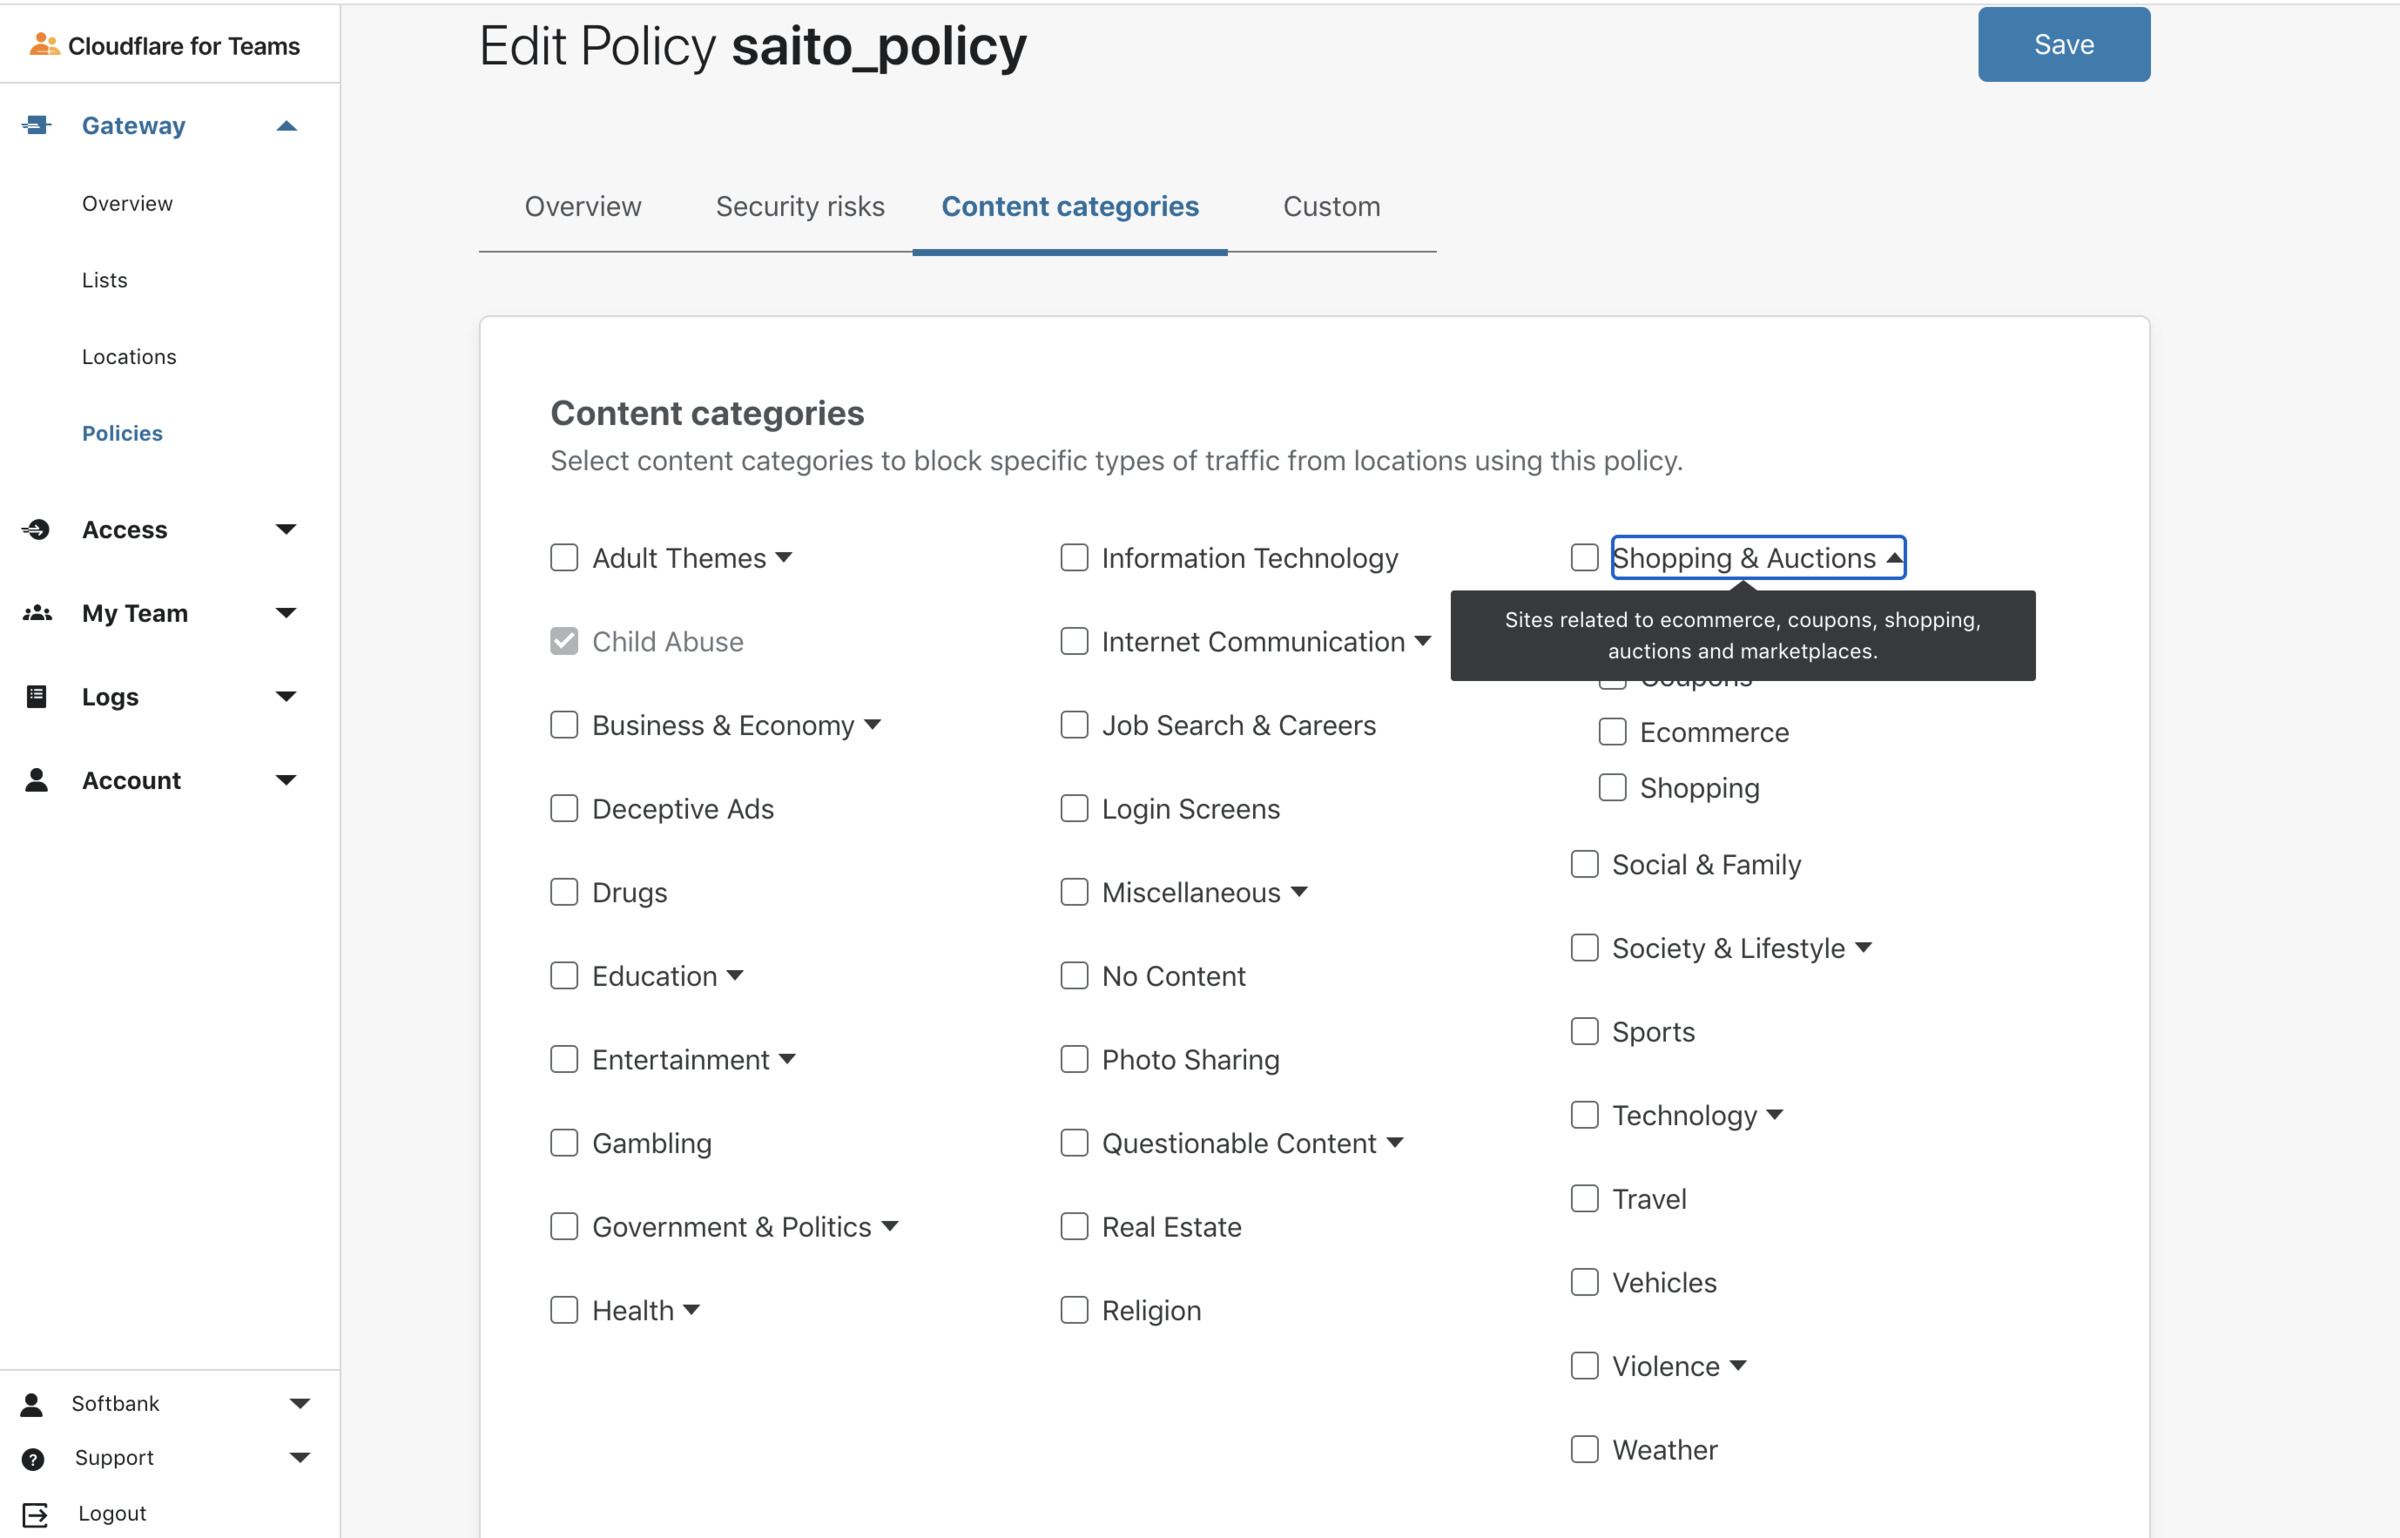 Cloudflare for Teams
Gateway
Overview
Lists
Locations
Policies
Access
My Team
Logs
Account
Softbank
Support
Logout
Edit Policy saito_policy
Save
Overview
Security risks
Content categories
Custom
Content categories
Select content categories to block specific types of traffic from locations using this policy.
Adult Themes
Child Abuse
Business & Economy
Deceptive Ads
Drugs
Education
Entertainment
Gambling
Government & Politics
Health
Information Technology
Internet Communication
Job Search & Careers
Login Screens
Miscellaneous
No Content
Photo Sharing
Questionable Content
Real Estate
Religion
Shopping & Auctions
Sites related to ecommerce, coupons, shopping,
auctions and marketplaces.
Coupons
Ecommerce
Shopping
Social & Family
Society & Lifestyle
Sports
Technology
Travel
Vehicles
Violence
Weather